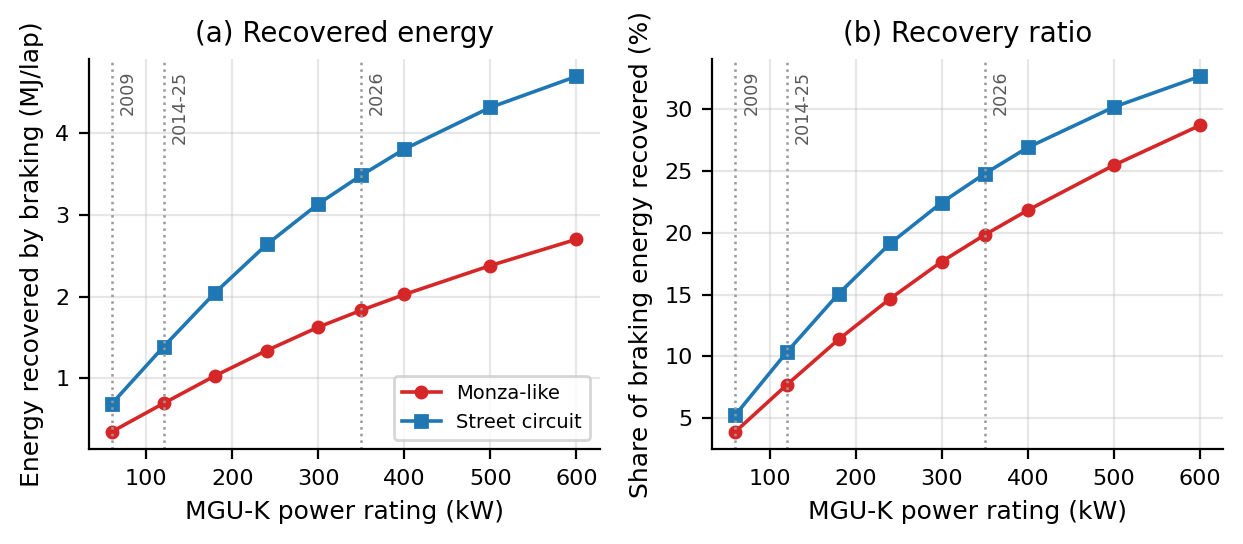 (a) Recovered energy
Energy recovered by braking (MJ/lap)
4
3
2
1
2009
2014-25
2026
Monza-like
Street circuit
100 200 300 400 500 600
MGU-K power rating (kW)
(b) Recovery ratio
Share of braking energy recovered (%)
30
25
20
15
10
5
2009
2014-25
2026
100 200 300 400 500 600
MGU-K power rating (kW)